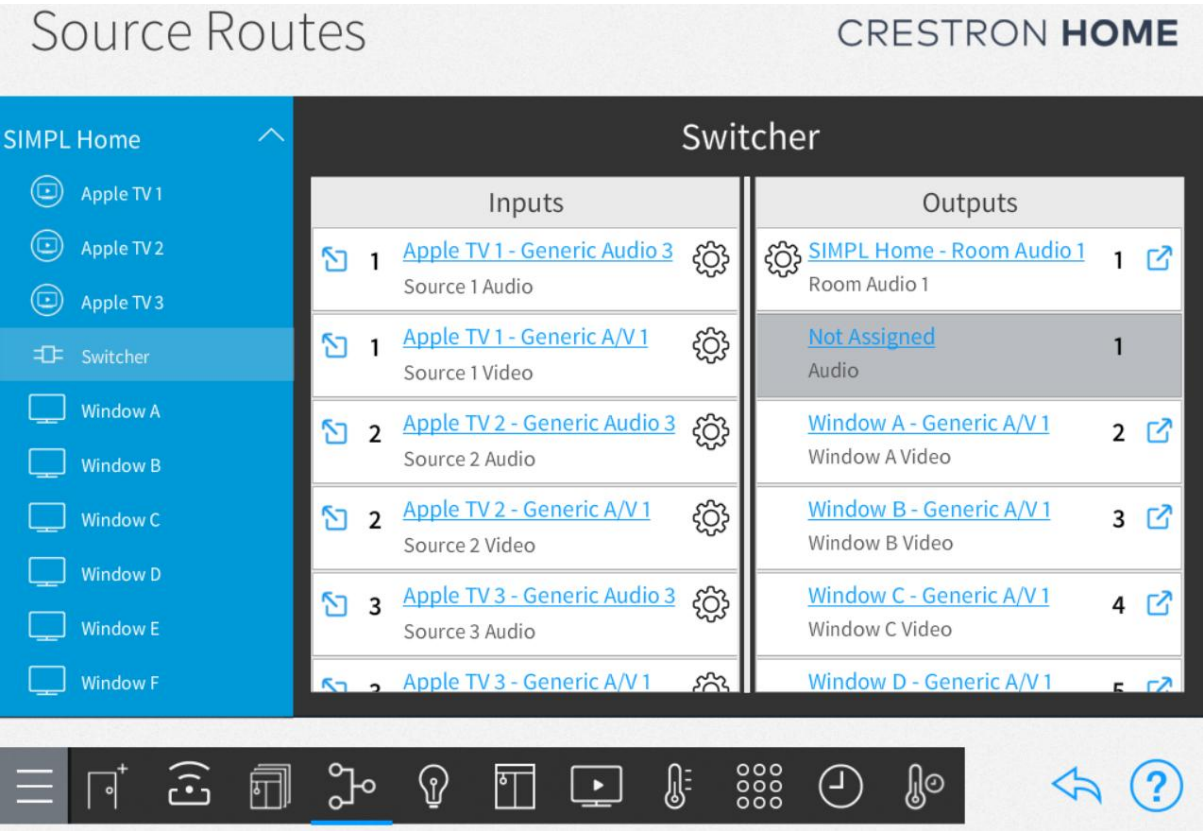 Source Routes
CRESTRON HOME
SIMPL Home
Apple TV 1
Apple TV 2
Apple TV 3
Switcher
Window A
Window B
Window C
Window D
Window E
Window F
Switcher
Inputs
1 Apple TV 1 - Generic Audio 3
Source 1 Audio
1 Apple TV 1 - Generic A/V 1
Source 1 Video
2 Apple TV 2 - Generic Audio 3
Source 2 Audio
2 Apple TV 2 - Generic A/V 1
Source 2 Video
3 Apple TV 3 - Generic Audio 3
Source 3 Audio
3 Apple TV 3 - Generic A/V 1
Outputs
SIMPL Home - Room Audio 1 1
Room Audio 1
Not Assigned 1
Audio
Window A - Generic A/V 1 2
Window A Video
Window B - Generic A/V 1 3
Window B Video
Window C - Generic A/V 1 4
Window C Video
Window D - Generic A/V 1 5
?